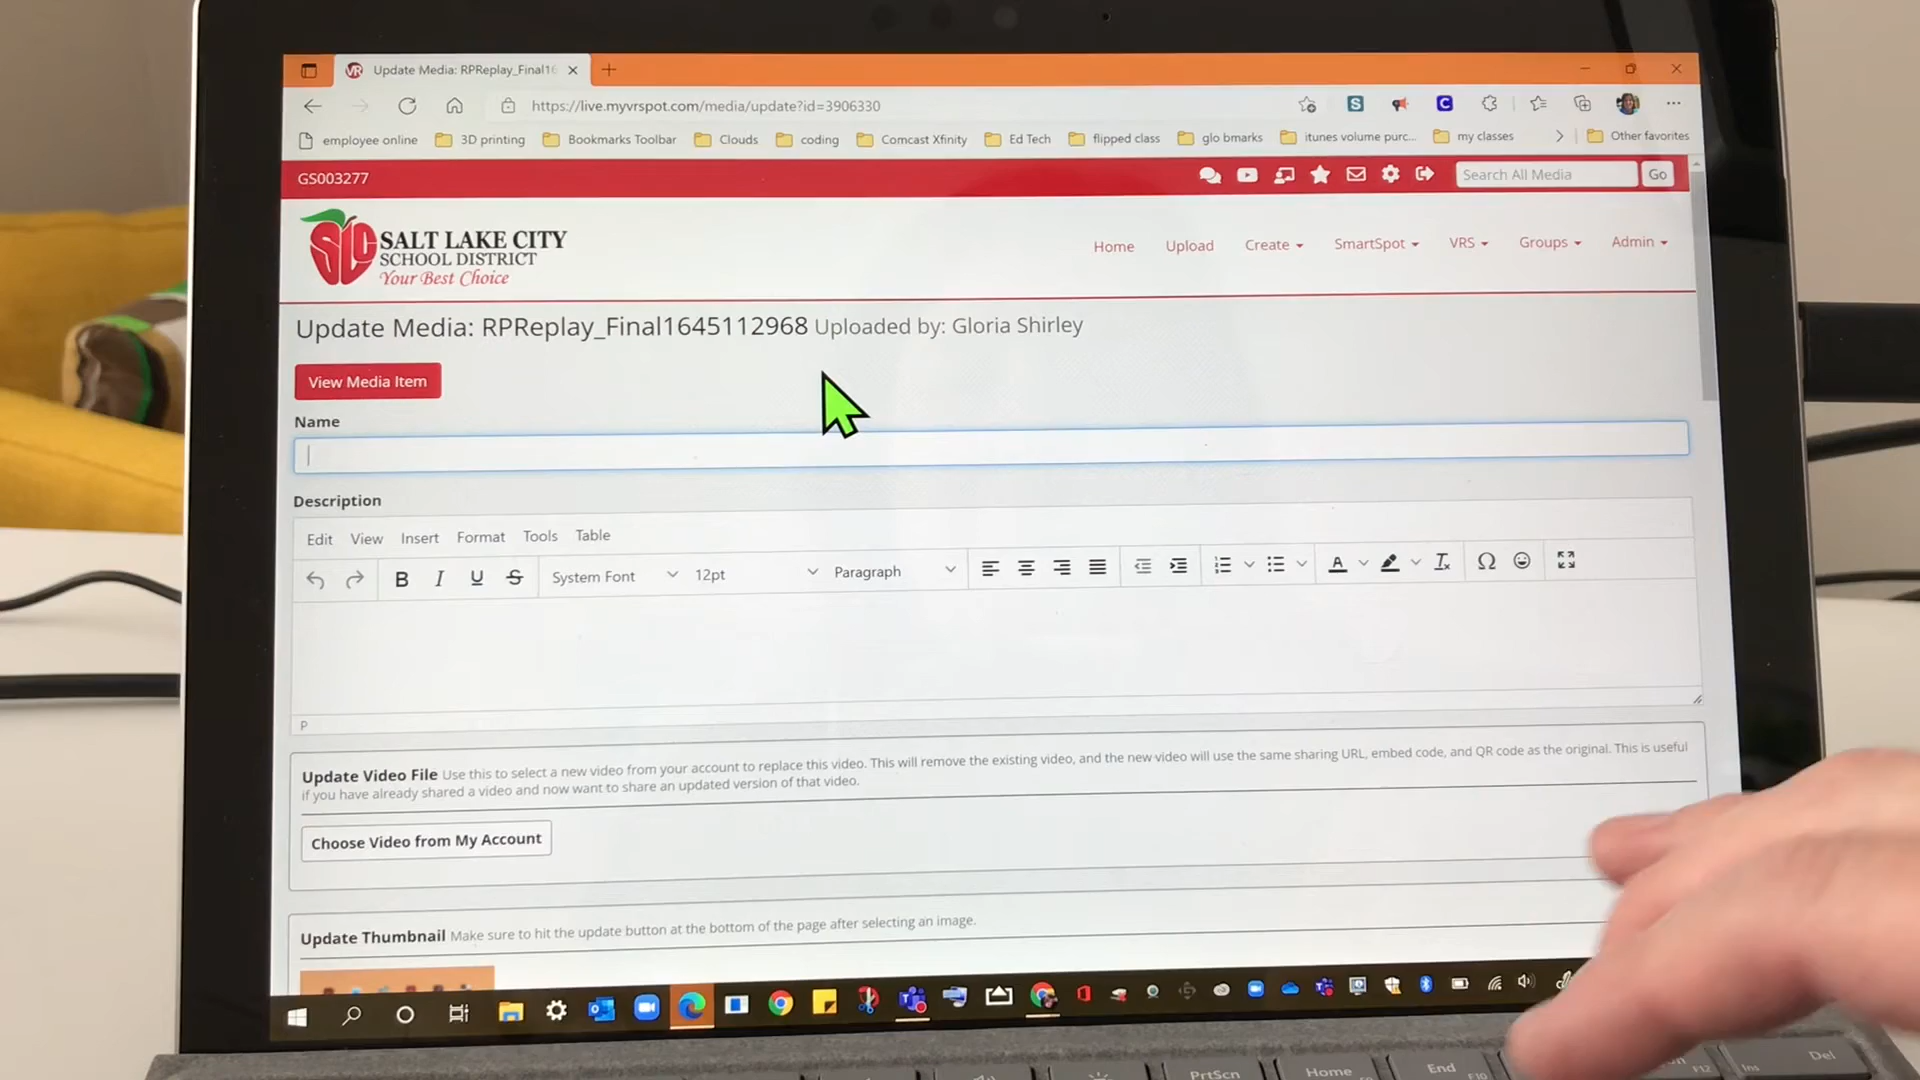 Update Media: RPReplay_Final16
https://live.myvrspot.com/media/update?id=3906330
employee online 3D printing Bookmarks Toolbar Clouds coding Comcast Xfinity Ed Tech flipped class glo bmarks itunes volume purc... my classes Other favorites
GS003277 Search All Media Go
SLC SALT LAKE CITY
SCHOOL DISTRICT
Your Best Choice
Home Upload Create SmartSpot VRS Groups Admin
Update Media: RPReplay_Final1645112968 Uploaded by: Gloria Shirley
View Media Item
Name
Description
Edit View Insert Format Tools Table
B I U S System Font 12pt Paragraph
P
Update Video File Use this to select a new video from your account to replace this video. This will remove the existing video, and the new video will use the same sharing URL, embed code, and QR code as the original. This is useful
if you have already shared a video and now want to share an updated version of that video.
Choose Video from My Account
Update Thumbnail Make sure to hit the update button at the bottom of the page after selecting an image.
PrtScn Home End F10 F12 Ins Del